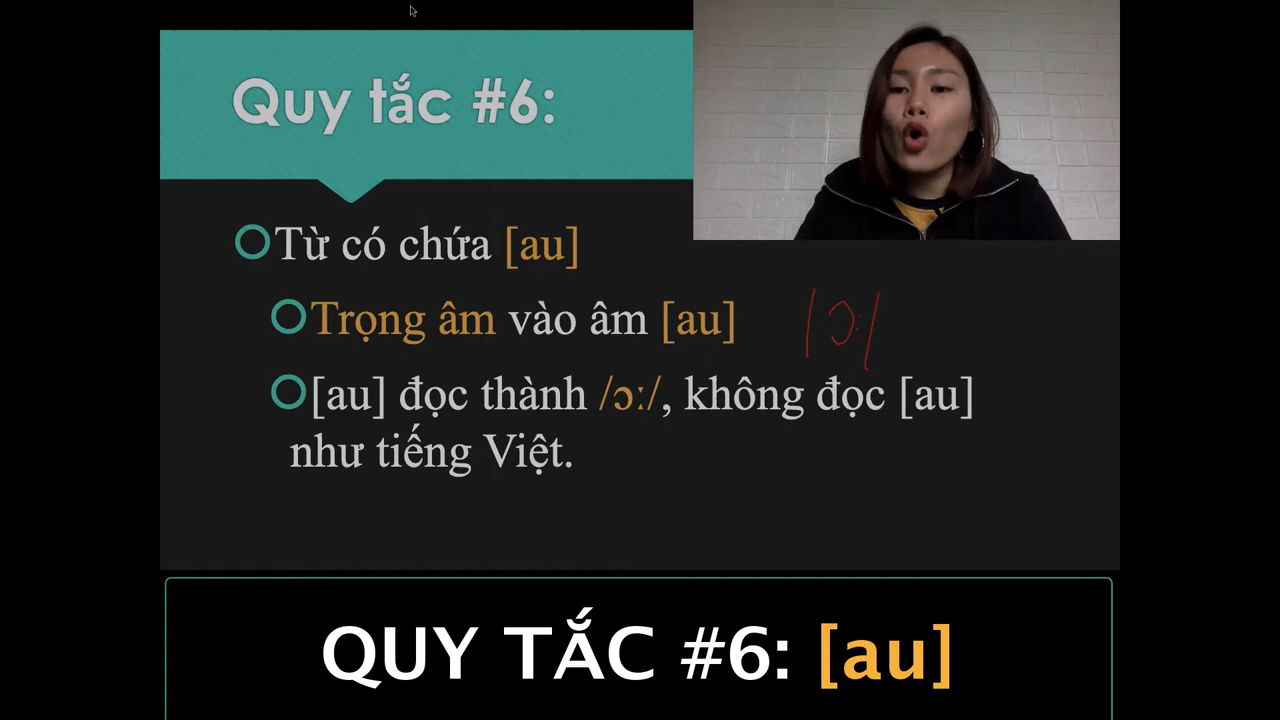 Quy tắc #6:
Từ có chứa [au]
Trọng âm vào âm [au]
/ɔː/
[au] đọc thành /ɔː/, không đọc [au]
như tiếng Việt.
QUY TẮC #6: [au]